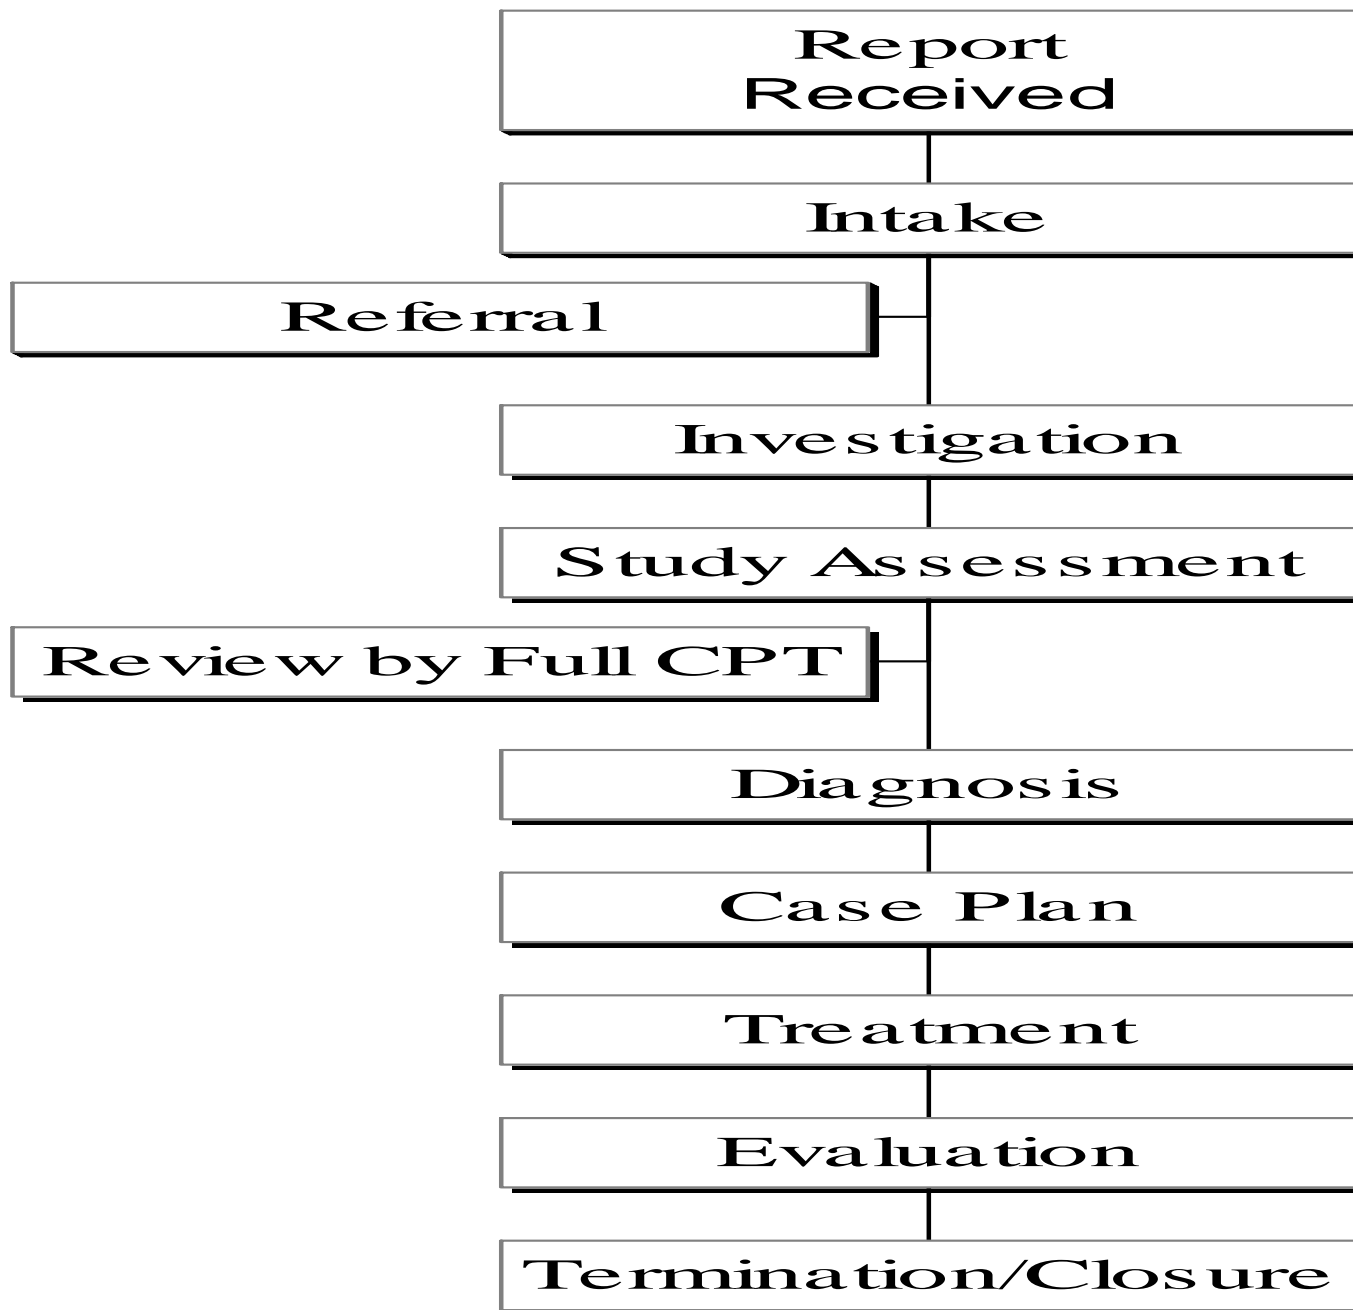 Report
Received
Intake
Referral
Investigation
Study Assessment
Review by Full CPT
Diagnosis
Case Plan
Treatment
Evaluation
Termination/Closure